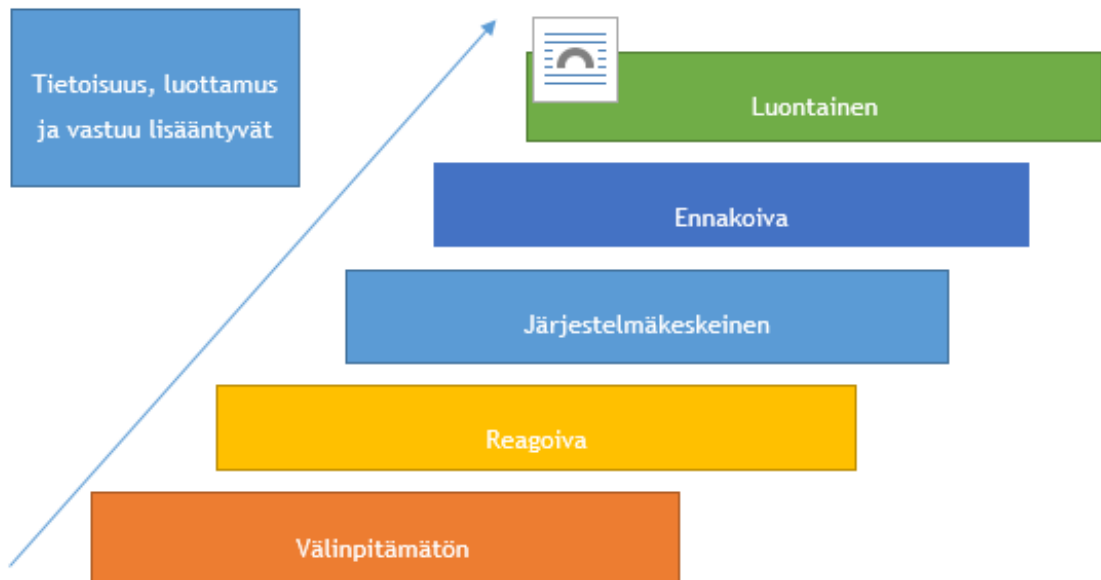 Tietoisuus, luottamus
ja vastuu lisääntyvät
Luontainen
Ennakoiva
Järjestelmäkeskeinen
Reagoiva
Välinpitämätön